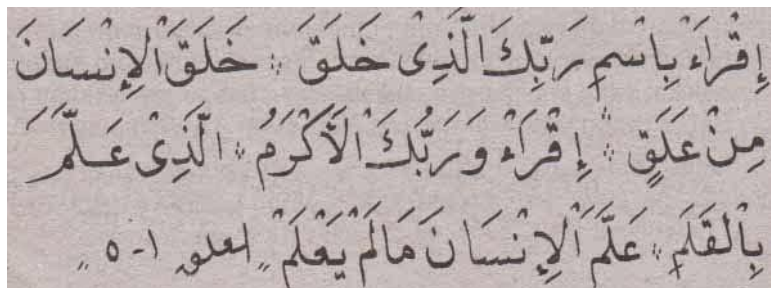 إِقْرَاَءْ بِاسْمِ رَبِّكَ الَّذِىْ خَلَقَ ؞ خَلَقَ الْاِنْسَانَ
مِنْ عَلَقٍ ؞ إِقْرَاَءْ وَرَبُّكَ الْاَكْرَمُ ؞ الَّذِىْ عَلَّمَ
بِالْقَلَمِ ؞ عَلَّمَ الْاِنْسَانَ مَالَمْ يَعْلَمْ " العلق ١-٥ "